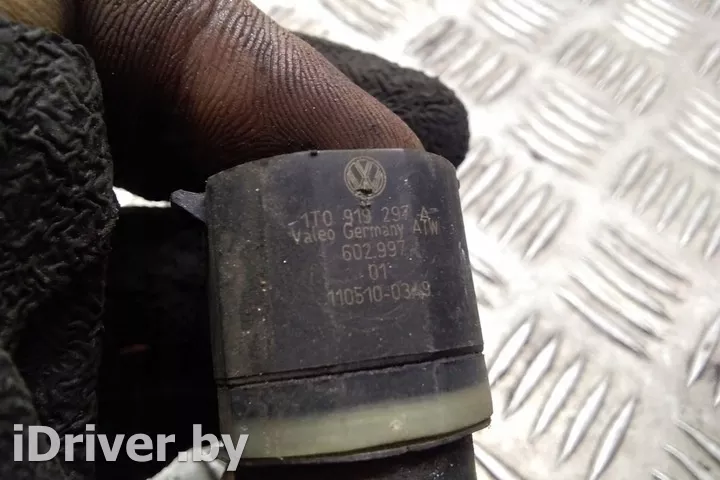 1T0 919 297 A
Valeo Germany ATW
602.997
01
110510-0349
iDriver.by